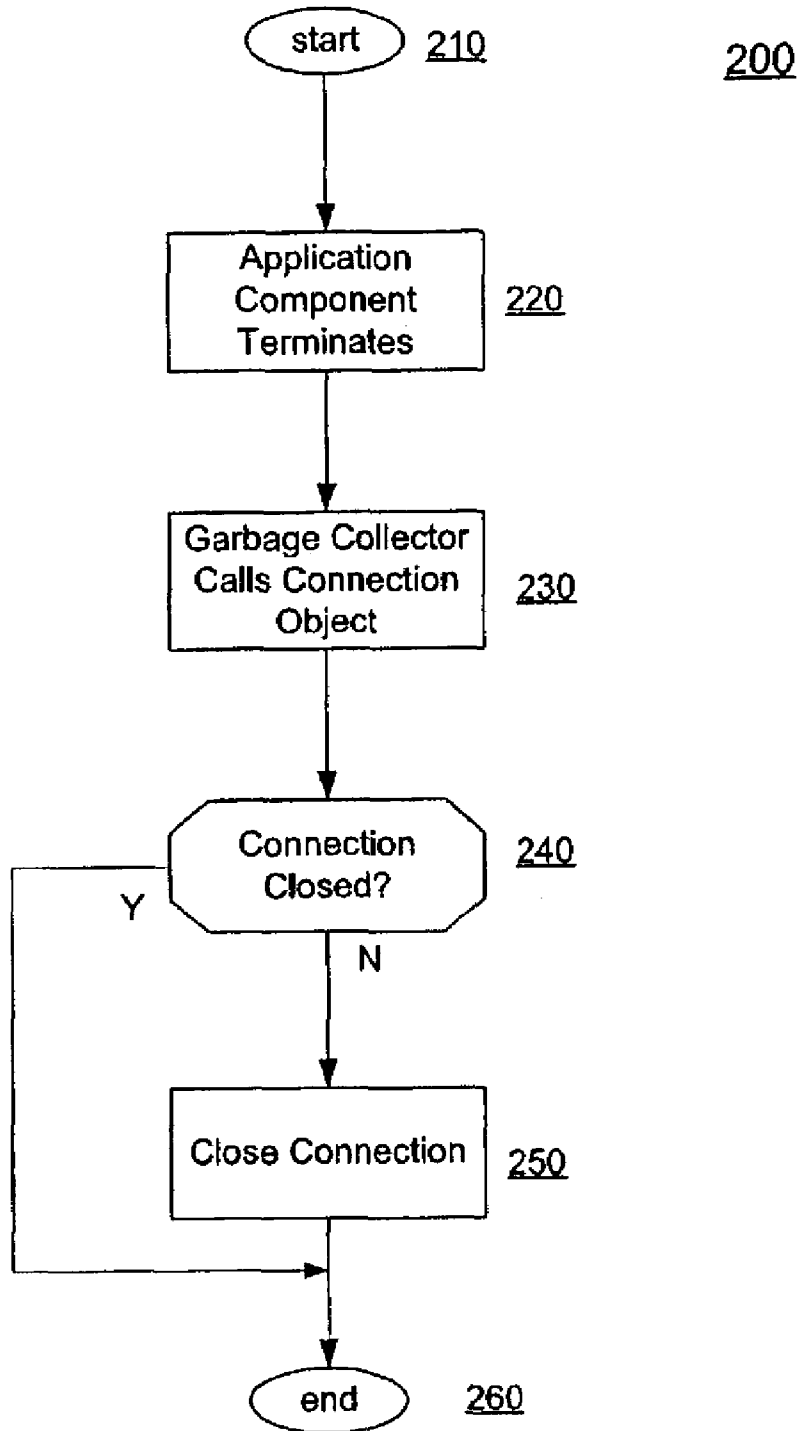 start 210
200
Application
Component
Terminates
220
Garbage Collector
Calls Connection
Object
230
Connection
Closed?
240
Y
N
Close Connection
250
end 260